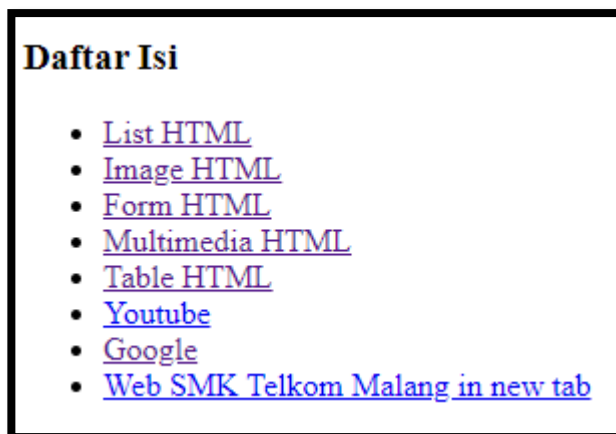 Daftar Isi
List HTML
Image HTML
Form HTML
Multimedia HTML
Table HTML
Youtube
Google
Web SMK Telkom Malang in new tab